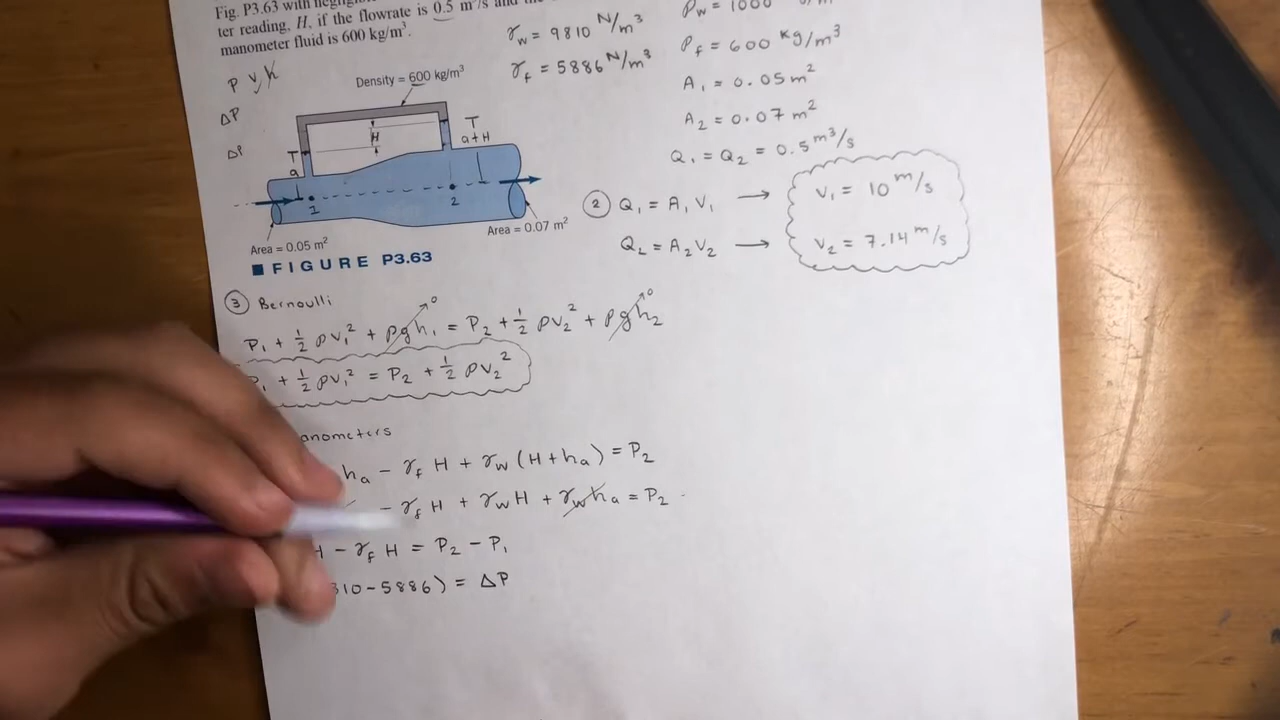 Fig. P3.63 with
ter reading, H, if the flowrate is 0.5 m³/s and the
manometer fluid is 600 kg/m³.
γw = 9810 N/m³
γf = 5886 N/m³
ρw = 1000
ρf = 600 kg/m³
A₁ = 0.05 m²
A₂ = 0.07 m²
Q₁ = Q₂ = 0.5 m³/s
P V h
ΔP
ΔP
Density = 600 kg/m³
H
T
a
T
a+H
1
2
Area = 0.05 m²
Area = 0.07 m²
FIGURE P3.63
② Q₁ = A₁ V₁ → V₁ = 10 m/s
Q₂ = A₂ V₂ → V₂ = 7.14 m/s
③ Bernoulli
P₁ + ½ ρV₁² + ρgh₁ = P₂ + ½ ρV₂² + ρgh₂
0
0
₁ + ½ ρV₁² = P₂ + ½ ρV₂²
anometers
ha − γf H + γw (H + ha) = P₂
− γf H + γw H + γw ha = P₂
H − γf H = P₂ − P₁
810 − 5886) = ΔP